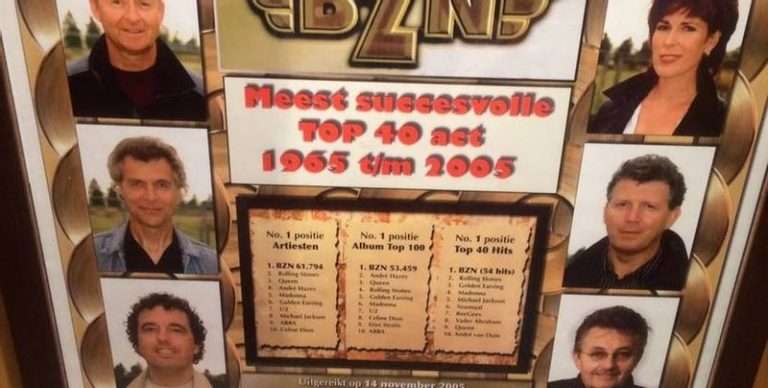 BZN
Meest succesvolle
TOP 40 act
1965 t/m 2005
No. 1 positie
Artiesten
1. BZN 61.794
2. Rolling Stones
3. Queen
4. André Hazes
5. Madonna
6. Golden Earring
7. U2
8. Michael Jackson
9. ABBA
10. Celine Dion
No. 1 positie
Album Top 100
1. BZN 53.459
2. André Hazes
3. Queen
4. Rolling Stones
5. Golden Earring
6. Madonna
7. U2
8. Celine Dion
9. Dire Straits
10. ABBA
No. 1 positie
Top 40 Hits
1. BZN (54 hits)
2. Rolling Stones
3. Golden Earring
4. Madonna
5. Michael Jackson
6. Normaal
7. BeeGees
8. Vader Abraham
9. Queen
10. André van Duin
Uitgereikt op 14 november 2005